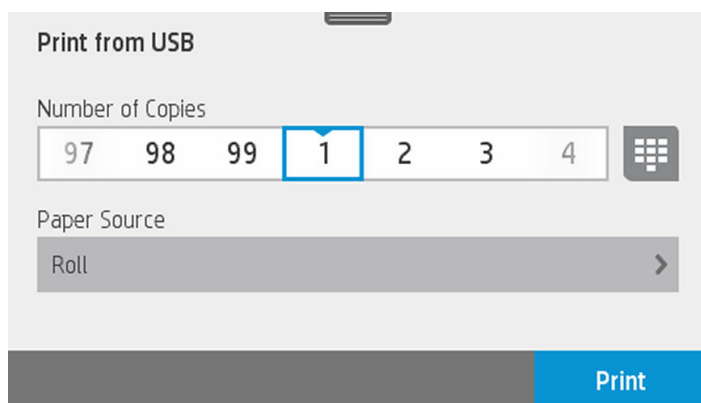 Print from USB
Number of Copies
97 98 99 1 2 3 4
Paper Source
Roll
Print